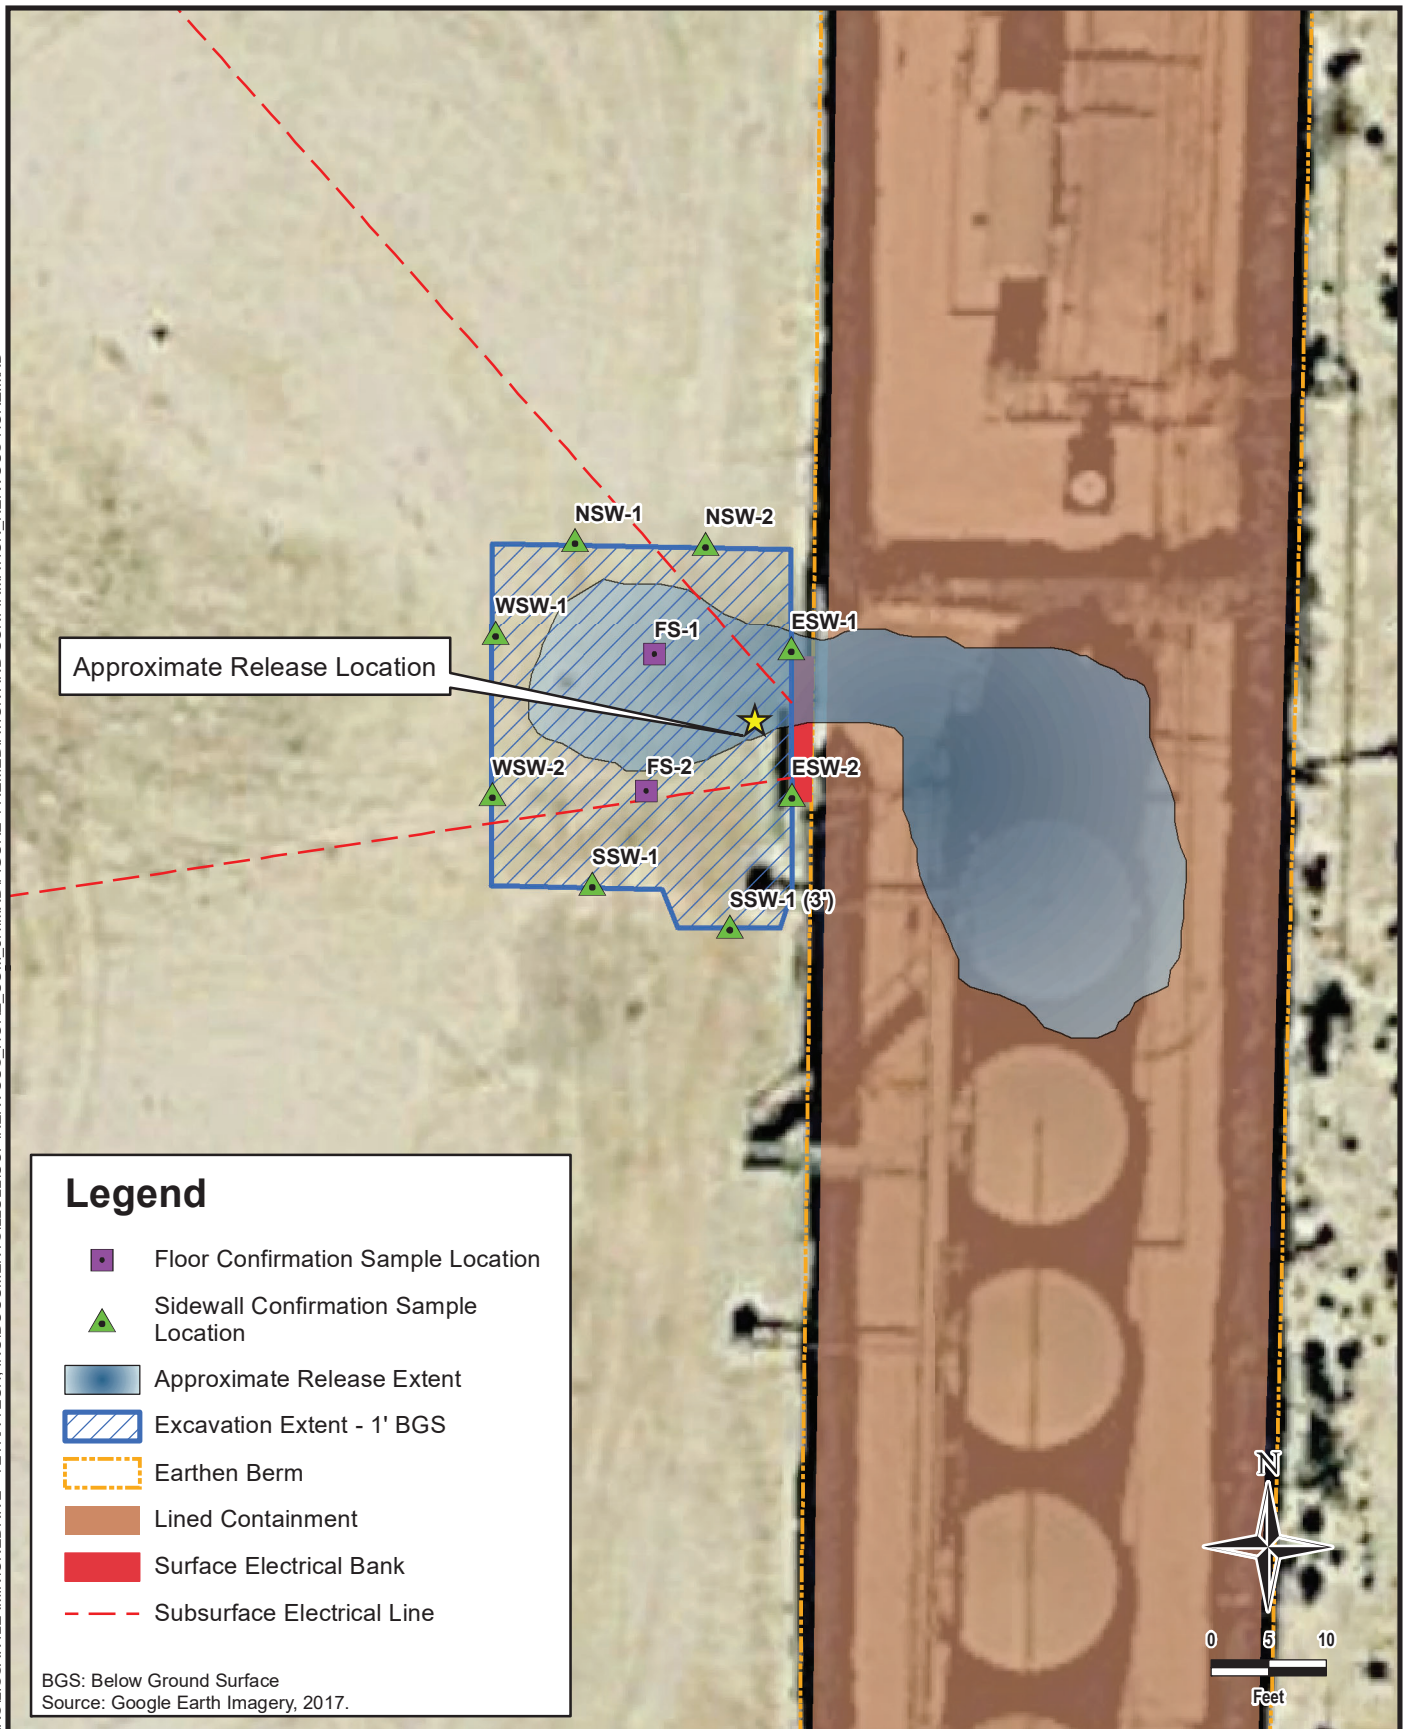 NSW-1
NSW-2
WSW-1
ESW-1
FS-1
Approximate Release Location
WSW-2
FS-2
ESW-2
SSW-1
SSW-1 (3')
Legend
Floor Confirmation Sample Location
Sidewall Confirmation Sample
Location
Approximate Release Extent
Excavation Extent - 1' BGS
Earthen Berm
Lined Containment
Surface Electrical Bank
Subsurface Electrical Line
BGS: Below Ground Surface
Source: Google Earth Imagery, 2017.
N
0 5 10
Feet